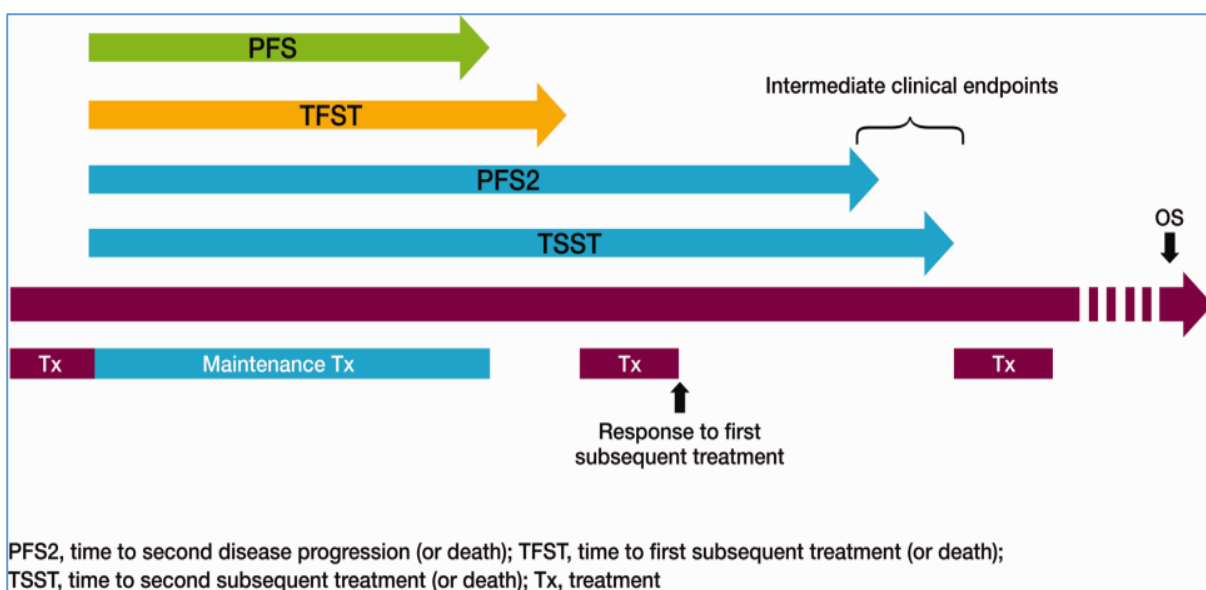 PFS
Intermediate clinical endpoints
TFST
PFS2
OS
TSST
Tx
Maintenance Tx
Tx
Tx
Response to first
subsequent treatment
PFS2, time to second disease progression (or death); TFST, time to first subsequent treatment (or death);
TSST, time to second subsequent treatment (or death); Tx, treatment